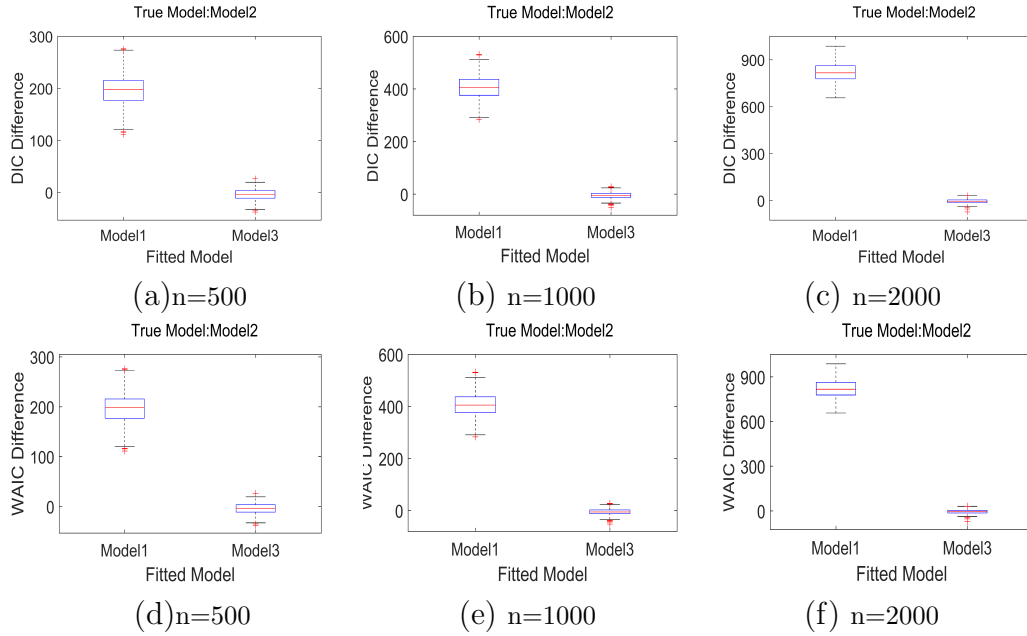 True Model:Model2
300
200
100
0
DIC Difference
Model1 Model3
Fitted Model
(a)n=500
True Model:Model2
600
400
200
0
DIC Difference
Model1 Model3
Fitted Model
(b) n=1000
True Model:Model2
900
600
300
0
DIC Difference
Model1 Model3
Fitted Model
(c) n=2000
True Model:Model2
300
200
100
0
WAIC Difference
Model1 Model3
Fitted Model
(d)n=500
True Model:Model2
600
400
200
0
WAIC Difference
Model1 Model3
Fitted Model
(e) n=1000
True Model:Model2
900
600
300
0
WAIC Difference
Model1 Model3
Fitted Model
(f) n=2000